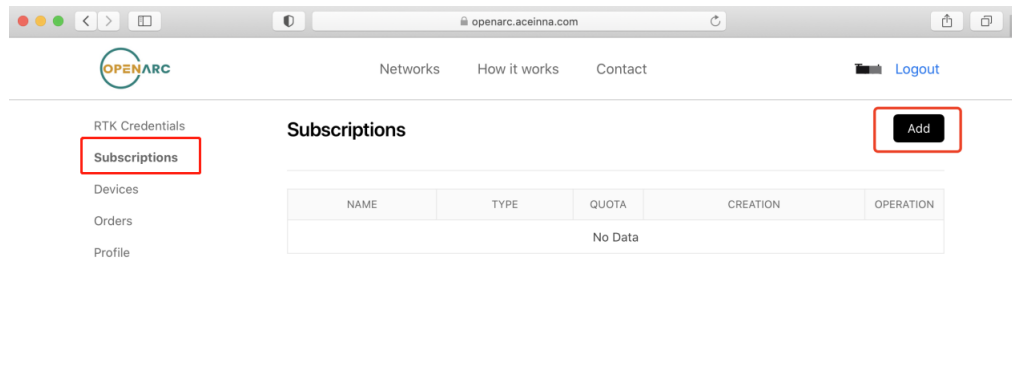 openarc.aceinna.com
OPENARC
Networks How it works Contact Logout
RTK Credentials
Subscriptions
Devices
Orders
Profile
Subscriptions
Add
NAME TYPE QUOTA CREATION OPERATION
No Data